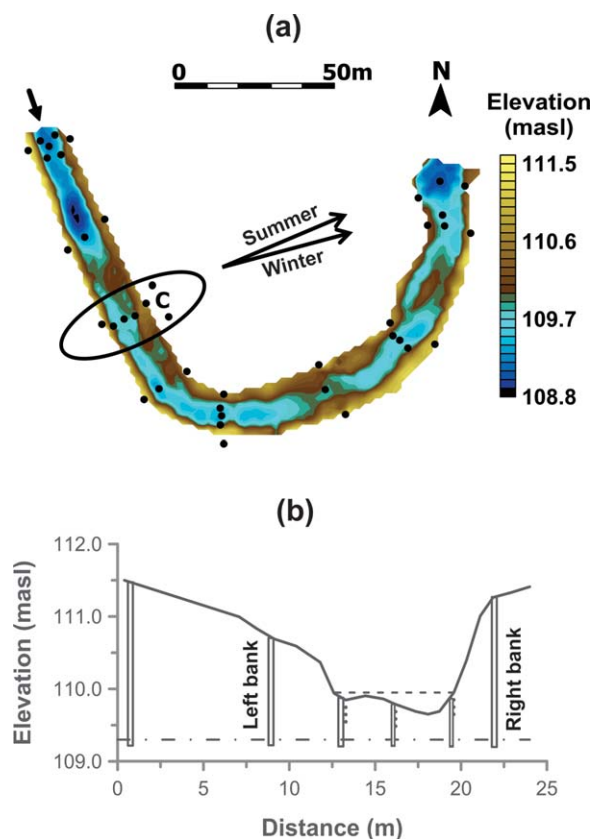 (a)
0 50m
N
Elevation
(masl)
111.5
110.6
109.7
108.8
Summer
Winter
C
(b)
112.0
111.0
110.0
109.0
Elevation (masl)
Left bank
Right bank
0 5 10 15 20 25
Distance (m)